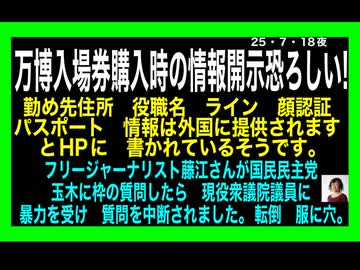 25・7・18夜
万博入場券購入時の情報開示恐ろしい!
勤め先住所 役職名 ライン 顔認証
パスポート 情報は外国に提供されます
とHPに 書かれているそうです。
フリージャーナリスト藤江さんが国民民主党
玉木に枠の質問したら 現役衆議院議員に
暴力を受け 質問を中断されました。転倒 服に穴。